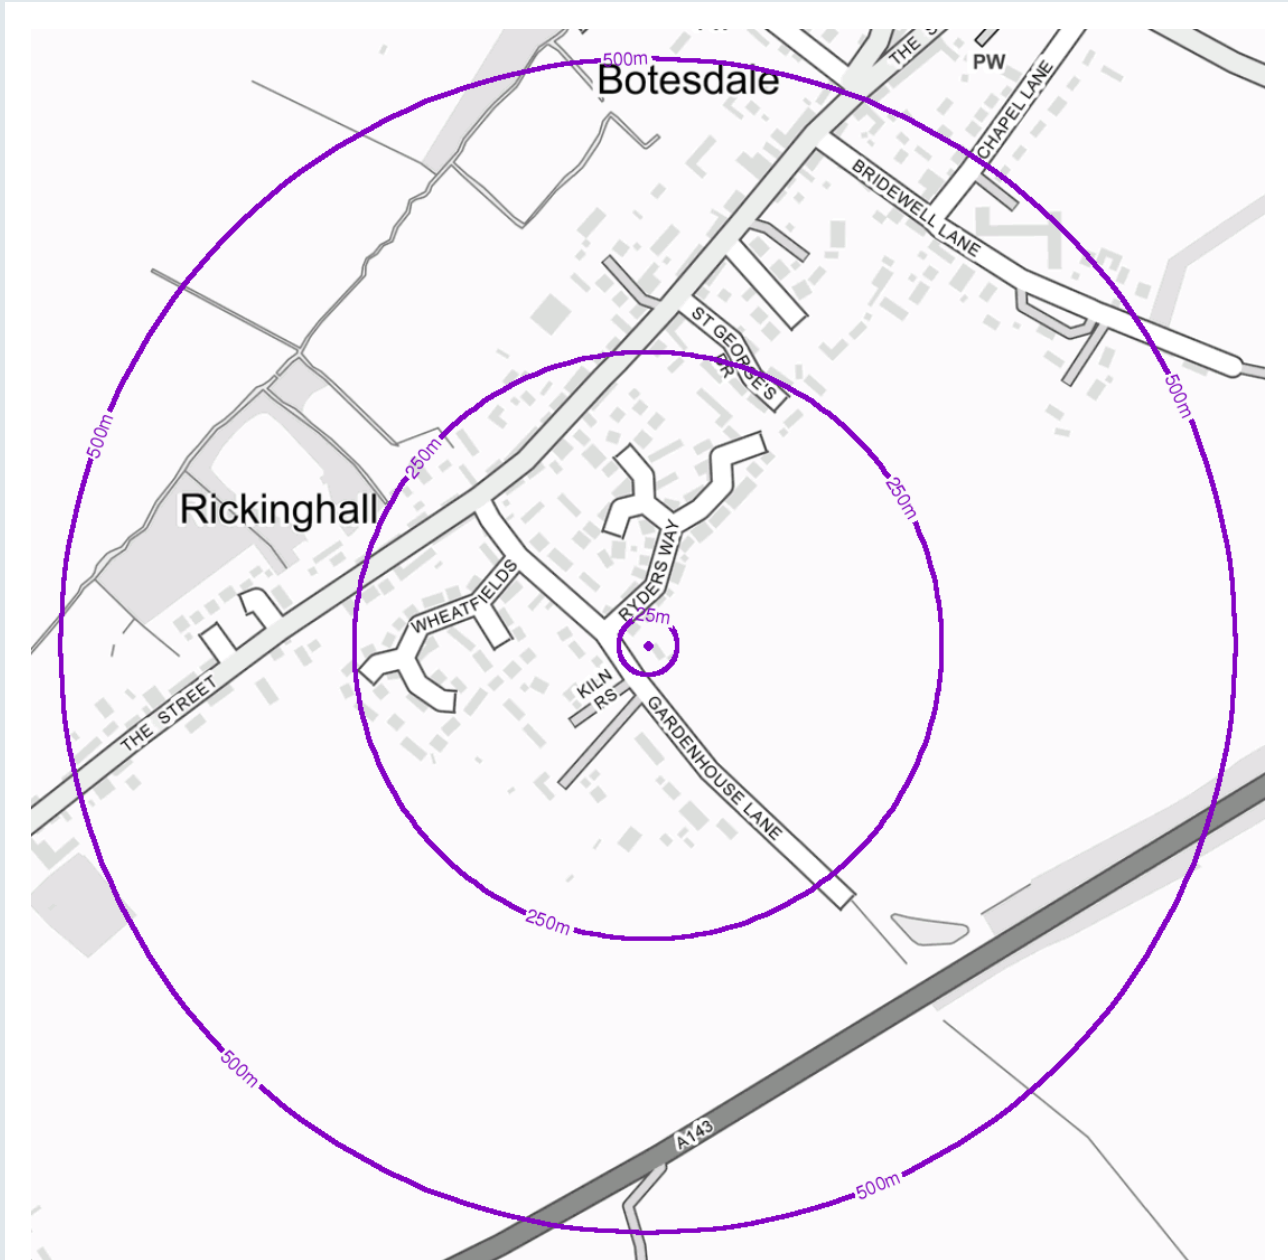 THE S
500m
Botesdale
PW
CHAPEL LANE
BRIDEWELL LANE
ST GEORGE'S
PR
500m
500m
250m
250m
Rickinghall
RYDERS WAY
WHEATFIELDS
25m
KILN
RS
THE STREET
GARDENHOUSE LANE
250m
500m
A143
500m